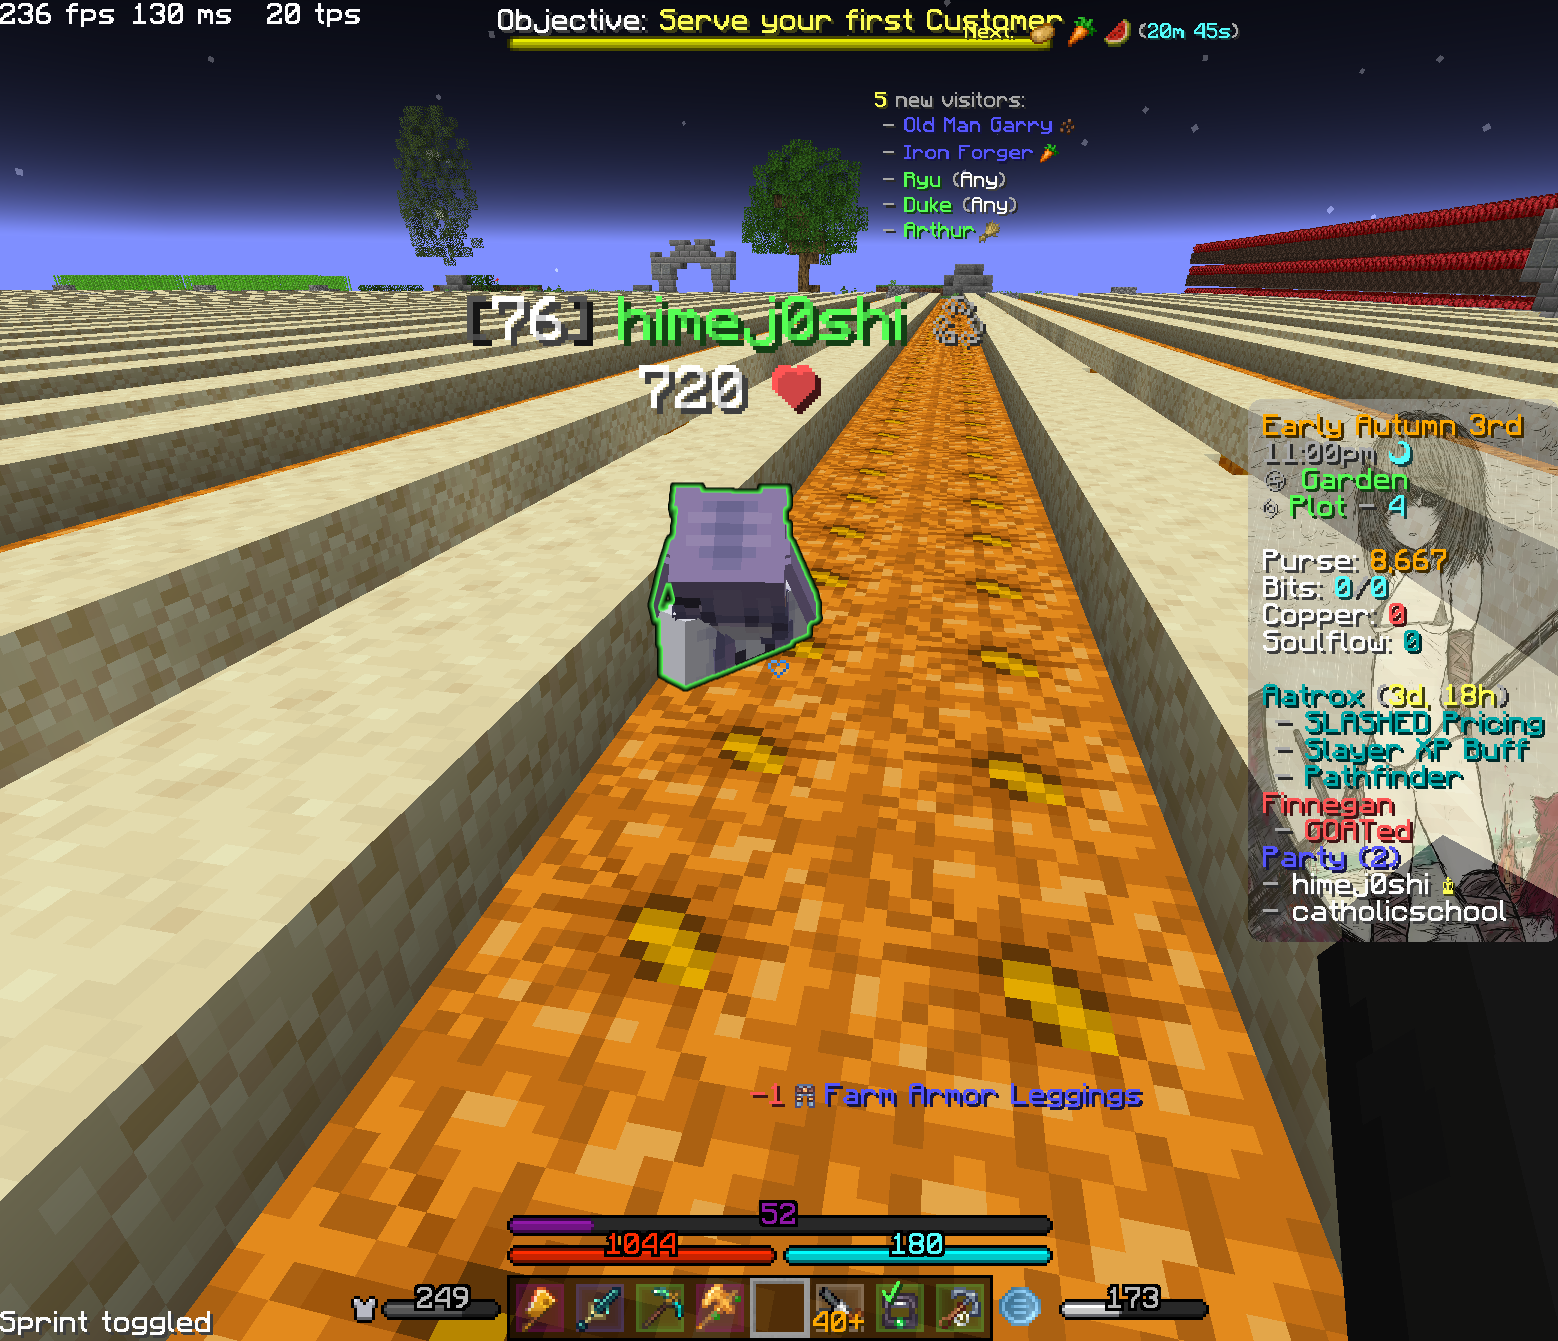 236 fps 130 ms 20 tps
Objective: Serve your first Customer
Next: (20m 45s)
5 new visitors:
- Old Man Garry
- Iron Forger
- Ryu (Any)
- Duke (Any)
- Arthur
[76] himej0shi
720
Early Autumn 3rd
11:00pm
Garden
Plot - 4
Purse: 8,667
Bits: 0/0
Copper: 0
Soulflow: 0
Aatrox (3d, 18h)
- SLASHED Pricing
- Slayer XP Buff
- Pathfinder
Finnegan
- GOATed
Party (2)
- himej0shi
- catholicschool
-1 Farm Armor Leggings
52
1044 180
249 173
40+
Sprint toggled